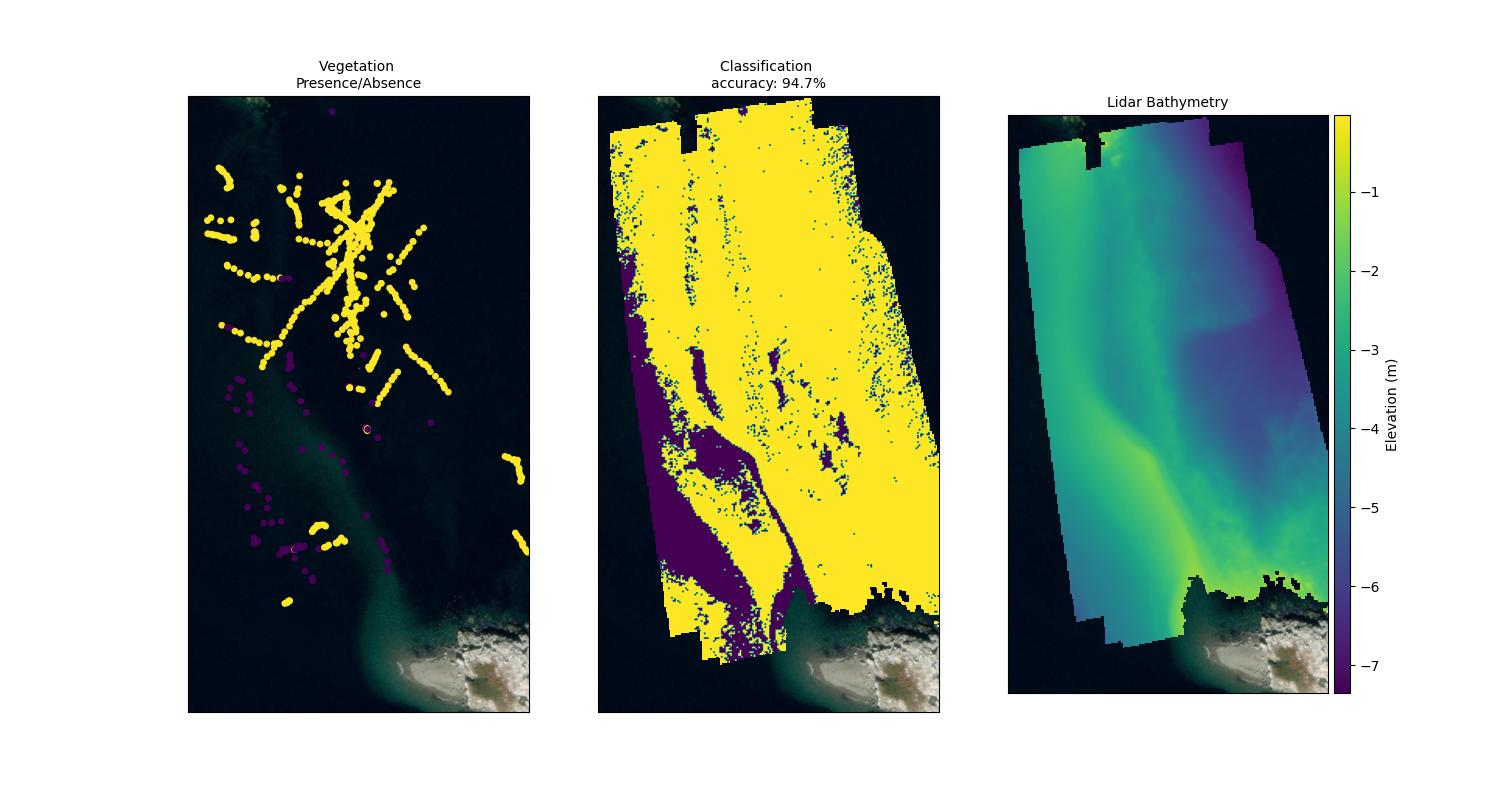 Vegetation
Presence/Absence
Classification
accuracy: 94.7%
Lidar Bathymetry
−1
−2
−3
−4
−5
−6
−7
Elevation (m)